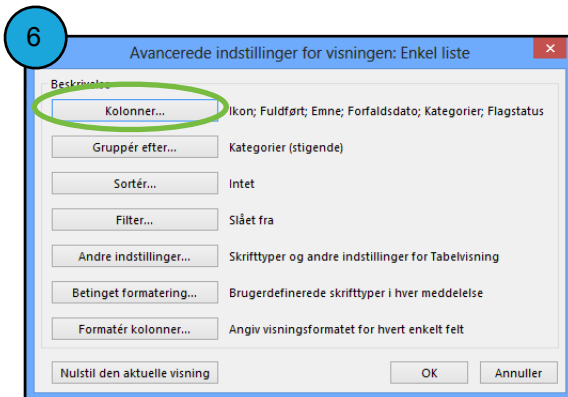 6
Avancerede indstillinger for visningen: Enkel liste
Beskrivelse
Kolonner... Ikon; Fuldført; Emne; Forfaldsdato; Kategorier; Flagstatus
Gruppér efter... Kategorier (stigende)
Sortér... Intet
Filter... Slået fra
Andre indstillinger... Skrifttyper og andre indstillinger for Tabelvisning
Betinget formatering... Brugerdefinerede skrifttyper i hver meddelelse
Formatér kolonner... Angiv visningsformatet for hvert enkelt felt
Nulstil den aktuelle visning OK Annuller